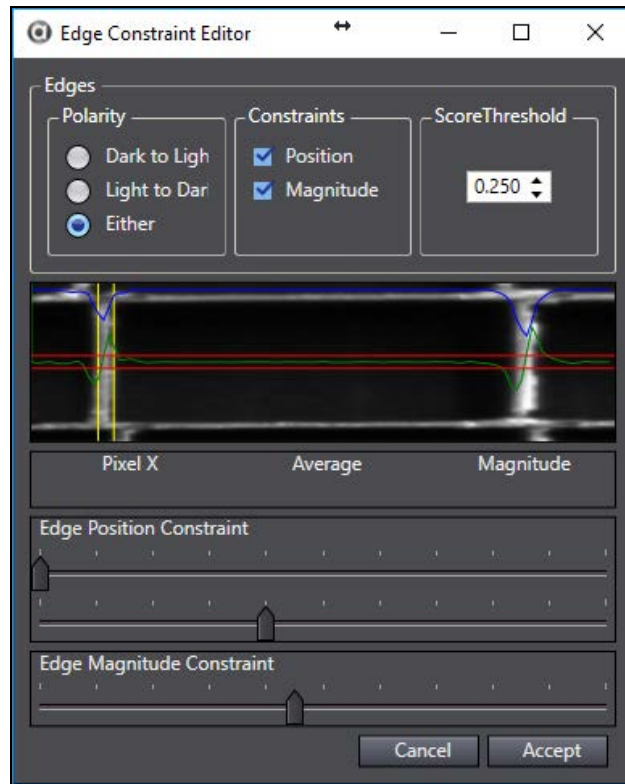 Edge Constraint Editor
Edges
Polarity
Constraints
ScoreThreshold
Dark to Ligh
Position
Light to Dar
Magnitude
0.250
Either
Pixel X Average Magnitude
Edge Position Constraint
Edge Magnitude Constraint
Cancel Accept